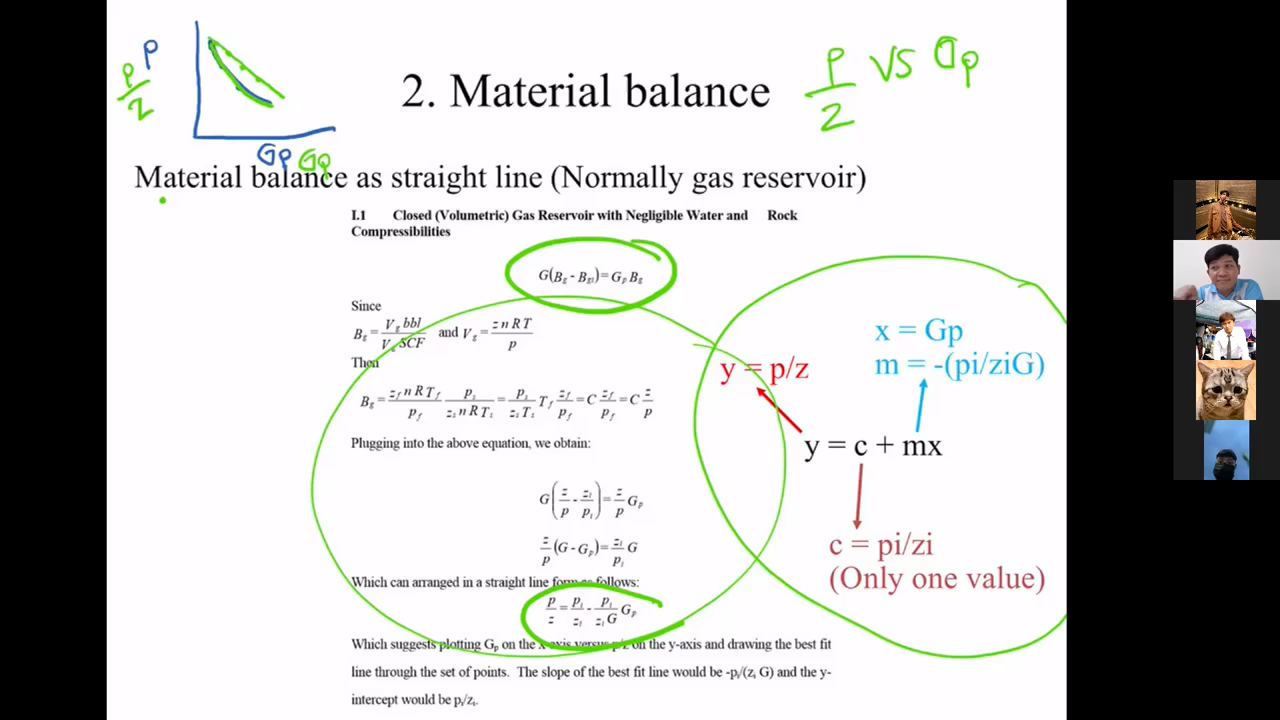 p
p/z
Gp Gp
2. Material balance
p/z vs Gp
Material balance as straight line (Normally gas reservoir)
I.1 Closed (Volumetric) Gas Reservoir with Negligible Water and Rock
Compressibilities
G(Bg - Bgi) = Gp Bg
Since
Bg = Vg bbl / Vg SCF and Vg = z n R T / p
Then
Bg = zf n R Tf / pf ps / zs n R Ts = ps / zs Ts Tf zf / pf = C zf / pf = C z / p
Plugging into the above equation, we obtain:
G (z/p - zi/pi) = z/p Gp
z/p (G - Gp) = zi/pi G
Which can arranged in a straight line form as follows:
p/z = pi/zi - pi/zi G Gp
Which suggests plotting Gp on the x-axis versus p/z on the y-axis and drawing the best fit
line through the set of points. The slope of the best fit line would be -pi/(zi G) and the y-
intercept would be pi/zi.
x = Gp
m = -(pi/ziG)
y = p/z
y = c + mx
c = pi/zi
(Only one value)